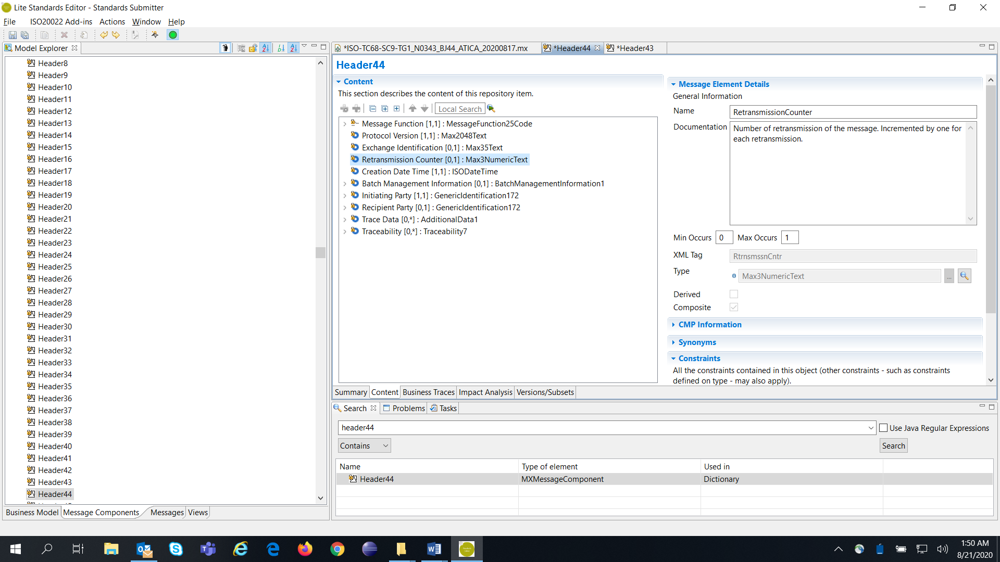 Lite Standards Editor - Standards Submitter
File ISO20022 Add-ins Actions Window Help
Model Explorer
Header8
Header9
Header10
Header11
Header12
Header13
Header14
Header15
Header16
Header17
Header18
Header19
Header20
Header21
Header22
Header23
Header24
Header25
Header26
Header27
Header28
Header29
Header30
Header31
Header32
Header33
Header34
Header35
Header36
Header37
Header38
Header39
Header40
Header41
Header42
Header43
Header44
Business Model Message Components Messages Views
*ISO-TC68-SC9-TG1_N0343_BJ44_ATICA_20200817.mx *Header44 *Header43
Header44
Content
This section describes the content of this repository item.
Local Search
Message Function [1,1] : MessageFunction25Code
Protocol Version [1,1] : Max2048Text
Exchange Identification [0,1] : Max35Text
Retransmission Counter [0,1] : Max3NumericText
Creation Date Time [1,1] : ISODateTime
Batch Management Information [0,1] : BatchManagementInformation1
Initiating Party [1,1] : GenericIdentification172
Recipient Party [0,1] : GenericIdentification172
Trace Data [0,*] : AdditionalData1
Traceability [0,*] : Traceability7
Summary Content Business Traces Impact Analysis Versions/Subsets
Message Element Details
General Information
Name RetransmissionCounter
Documentation Number of retransmission of the message. Incremented by one for
each retransmission.
Min Occurs 0 Max Occurs 1
XML Tag RtrnsmssnCntr
Type Max3NumericText ...
Derived
Composite
CMP Information
Synonyms
Constraints
All the constraints contained in this object (other constraints - such as constraints
defined on type - may also apply).
Search Problems Tasks
header44 Use Java Regular Expressions
Contains Search
Name Type of element Used in
Header44 MXMessageComponent Dictionary
1:50 AM
8/21/2020